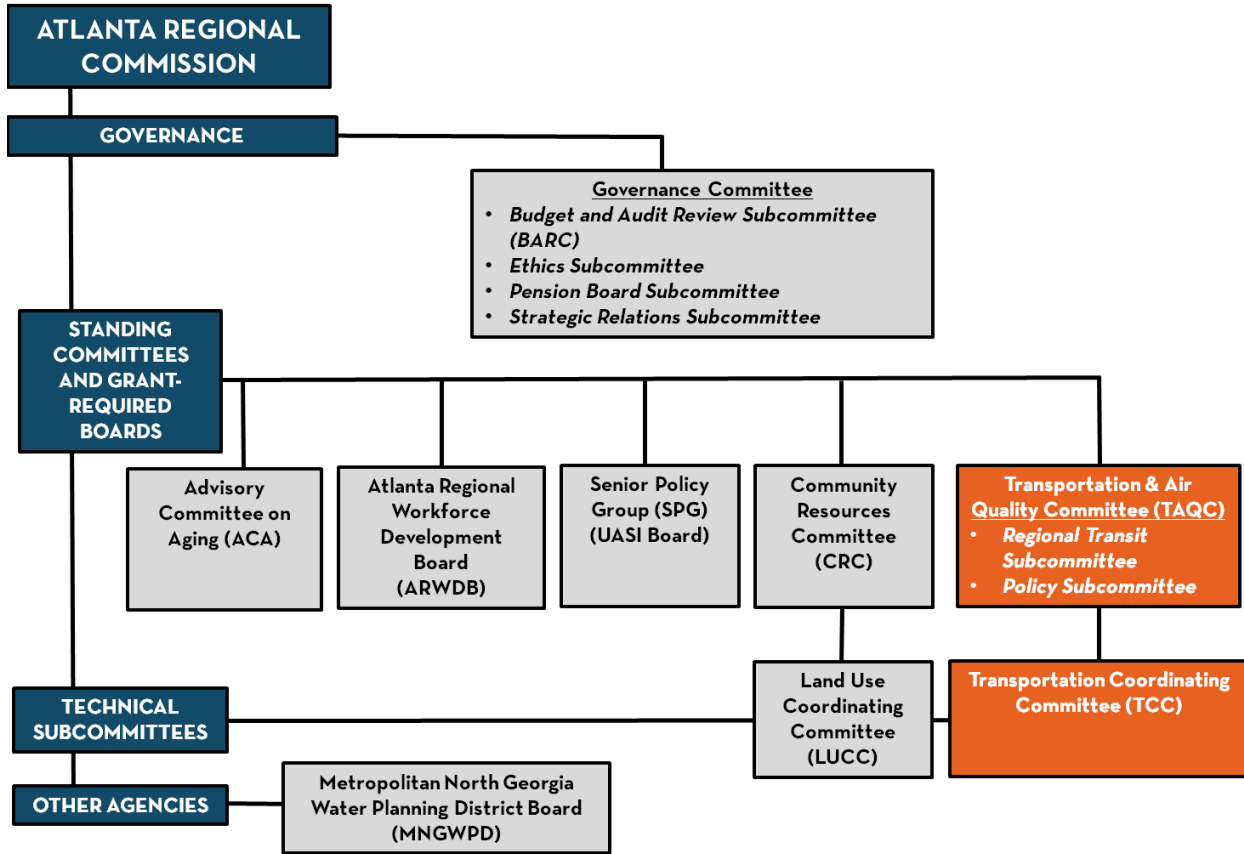 ATLANTA REGIONAL
COMMISSION
GOVERNANCE
Governance Committee
• Budget and Audit Review Subcommittee
(BARC)
• Ethics Subcommittee
• Pension Board Subcommittee
• Strategic Relations Subcommittee
STANDING
COMMITTEES
AND GRANT-
REQUIRED
BOARDS
Advisory
Committee on
Aging (ACA)
Atlanta Regional
Workforce
Development
Board
(ARWDB)
Senior Policy
Group (SPG)
(UASI Board)
Community
Resources
Committee
(CRC)
Transportation & Air
Quality Committee (TAQC)
• Regional Transit
Subcommittee
• Policy Subcommittee
TECHNICAL
SUBCOMMITTEES
Land Use
Coordinating
Committee
(LUCC)
Transportation Coordinating
Committee (TCC)
OTHER AGENCIES
Metropolitan North Georgia
Water Planning District Board
(MNGWPD)